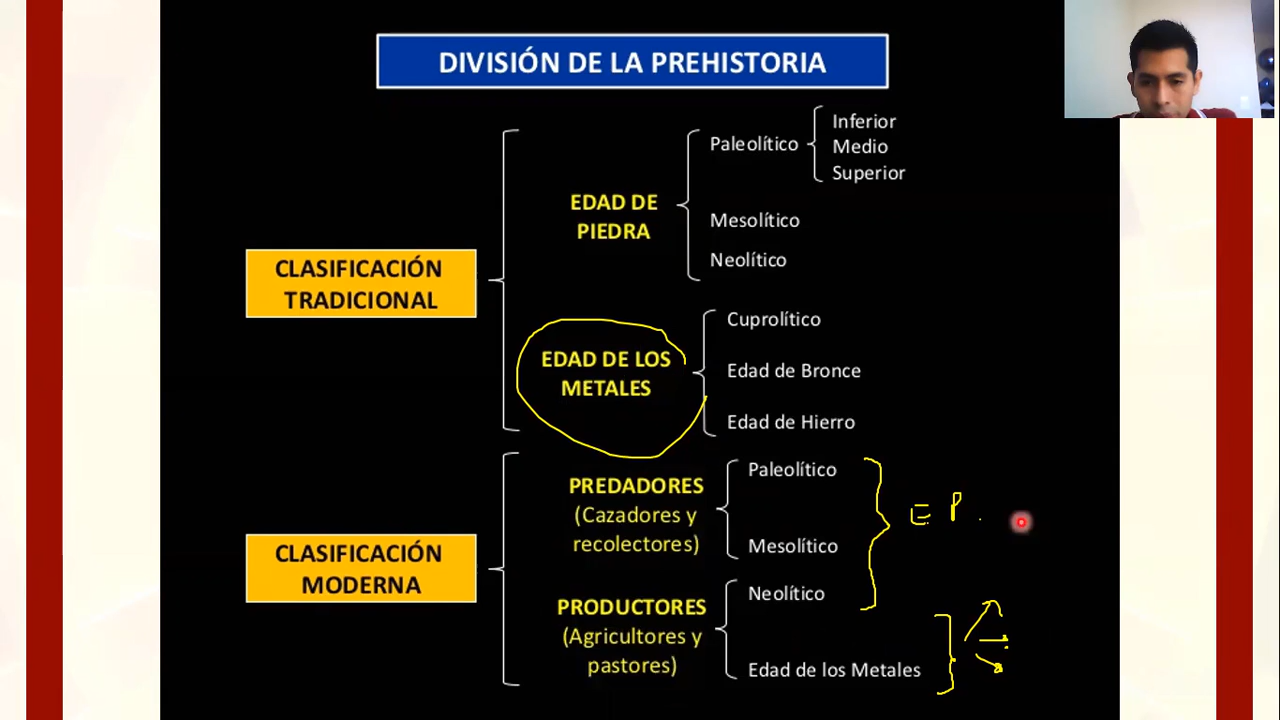 DIVISIÓN DE LA PREHISTORIA
Inferior
Paleolítico
Medio
Superior
EDAD DE
PIEDRA
Mesolítico
Neolítico
CLASIFICACIÓN
TRADICIONAL
Cuprolítico
EDAD DE LOS
METALES
Edad de Bronce
Edad de Hierro
PREDADORES
(Cazadores y
recolectores)
Paleolítico
Mesolítico
E P.
CLASIFICACIÓN
MODERNA
PRODUCTORES
(Agricultores y
pastores)
Neolítico
Edad de los Metales